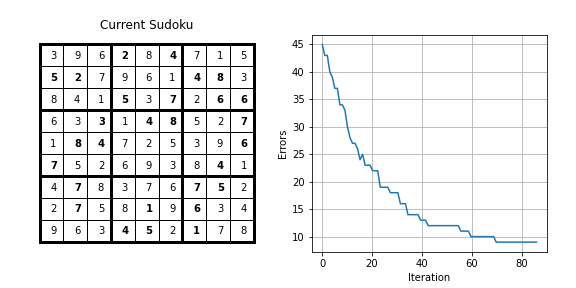 Current Sudoku
3 9 6 2 8 4 7 1 5
5 2 7 9 6 1 4 8 3
8 4 1 5 3 7 2 6 6
6 3 3 1 4 8 5 2 7
1 8 4 7 2 5 3 9 6
7 5 2 6 9 3 8 4 1
4 7 8 3 7 6 7 5 2
2 7 5 8 1 9 6 3 4
9 6 3 4 5 2 1 7 8
Errors
45
40
35
30
25
20
15
10
0 20 40 60 80
Iteration